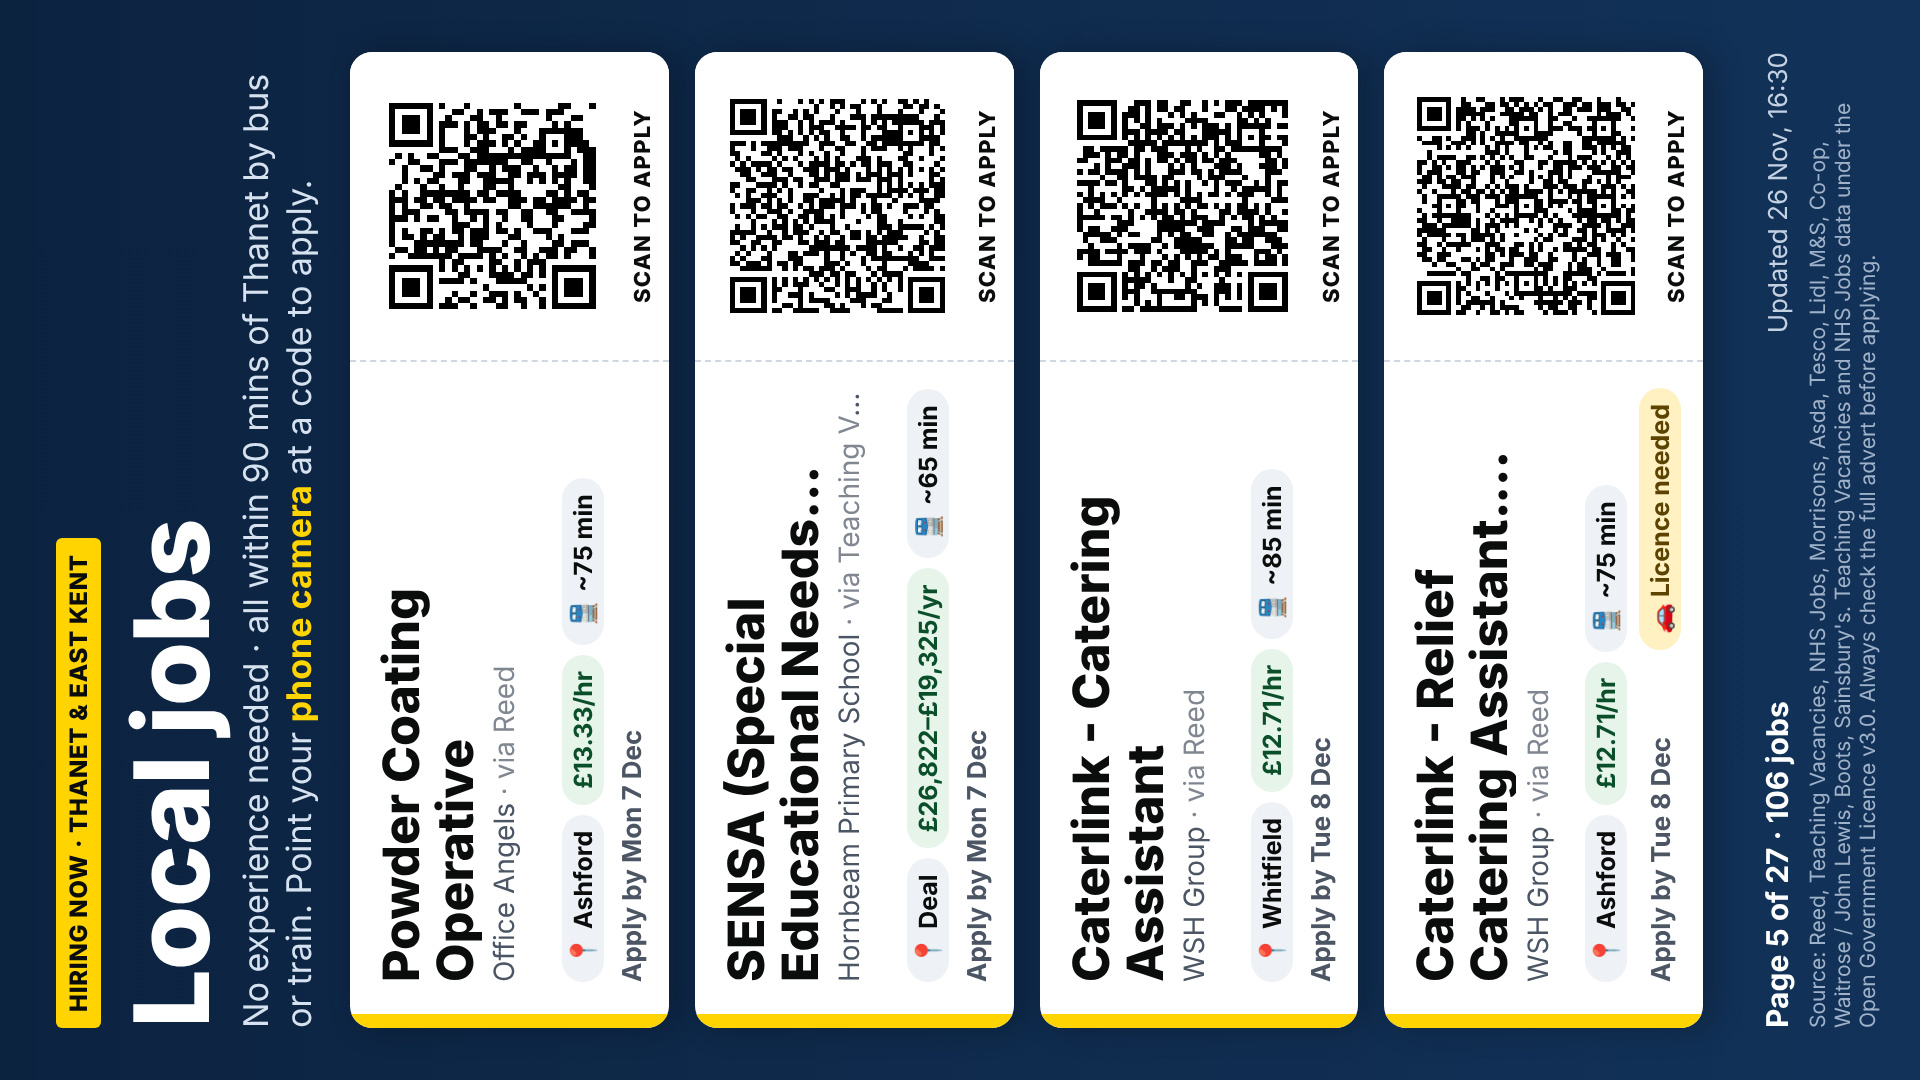 HIRING NOW · THANET & EAST KENT
Local jobs
No experience needed · all within 90 mins of Thanet by bus
or train. Point your phone camera at a code to apply.
Powder Coating
Operative
Office Angels · via Reed
📍 Ashford
£13.33/hr
🚆 ~75 min
Apply by Mon 7 Dec
SCAN TO APPLY
SENSA (Special
Educational Needs…
Hornbeam Primary School · via Teaching V…
📍 Deal
£26,822–£19,325/yr
🚆 ~65 min
Apply by Mon 7 Dec
SCAN TO APPLY
Caterlink - Catering
Assistant
WSH Group · via Reed
📍 Whitfield
£12.71/hr
🚆 ~85 min
Apply by Tue 8 Dec
SCAN TO APPLY
Caterlink - Relief
Catering Assistant.…
WSH Group · via Reed
📍 Ashford
£12.71/hr
🚆 ~75 min
🚗 Licence needed
Apply by Tue 8 Dec
SCAN TO APPLY
Page 5 of 27 · 106 jobs
Updated 26 Nov, 16:30
Source: Reed, Teaching Vacancies, NHS Jobs, Morrisons, Asda, Tesco, Lidl, M&S, Co-op,
Waitrose / John Lewis, Boots, Sainsbury's. Teaching Vacancies and NHS Jobs data under the
Open Government Licence v3.0. Always check the full advert before applying.